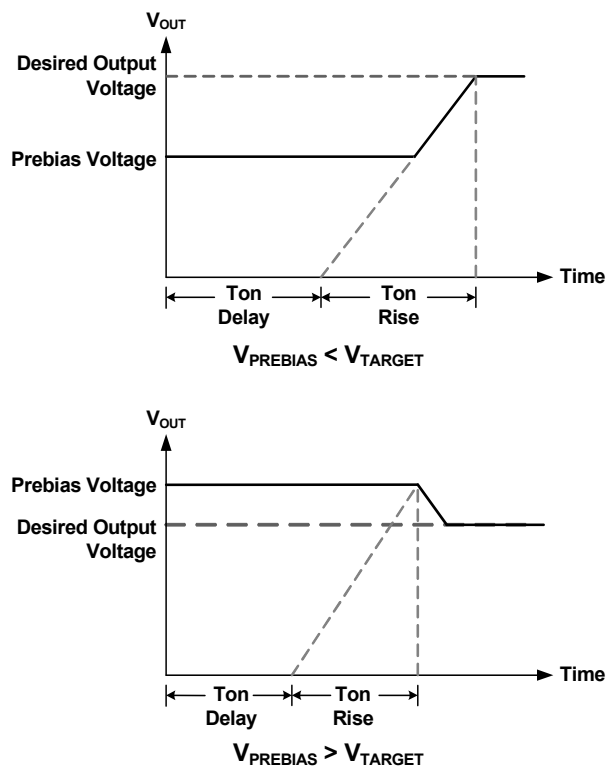 VOUT
Desired Output
Voltage
Prebias Voltage
Time
Ton
Delay
Ton
Rise
VPREBIAS < VTARGET
VOUT
Prebias Voltage
Desired Output
Voltage
Time
Ton
Delay
Ton
Rise
VPREBIAS > VTARGET